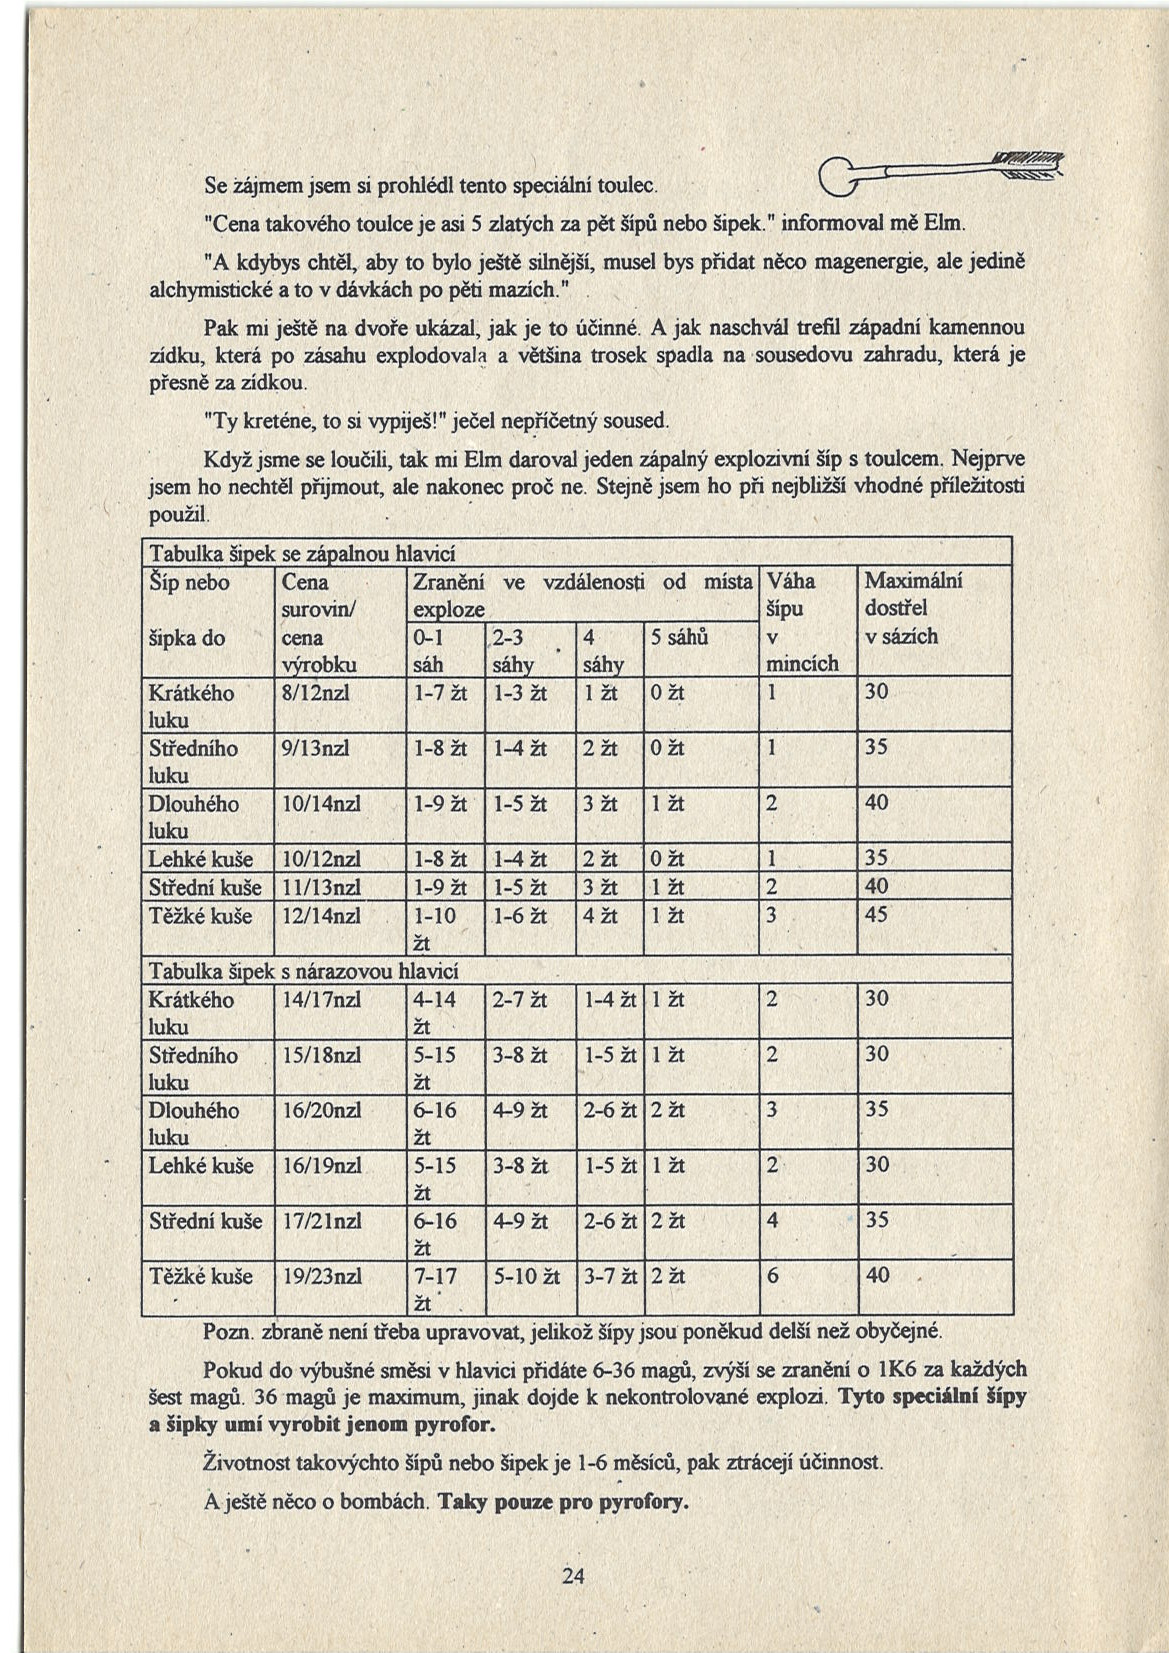 Se zájmem jsem si prohlédl tento speciální toulec.
"Cena takového toulce je asi 5 zlatých za pět šípů nebo šipek." informoval mě Elm.
"A kdybys chtěl, aby to bylo ještě silnější, musel bys přidat něco magenergie, ale jedině
alchymistické a to v dávkách po pěti mazích."
Pak mi ještě na dvoře ukázal, jak je to účinné. A jak naschvál trefil západní kamennou
zídku, která po zásahu explodovala a většina trosek spadla na sousedovu zahradu, která je
přesně za zídkou.
"Ty kreténe, to si vypiješ!" ječel nepříčetný soused.
Když jsme se loučili, tak mi Elm daroval jeden zápalný explozivní šíp s toulcem. Nejprve
jsem ho nechtěl přijmout, ale nakonec proč ne. Stejně jsem ho při nejbližší vhodné příležitosti
použil.
Tabulka šipek se zápalnou hlavicí
Šíp nebo Cena Zranění ve vzdálenosti od místa Váha Maximální
surovin/ exploze šípu dostřel
šipka do cena 0-1 2-3 4 5 sáhů v v sázích
výrobku sáh sáhy sáhy mincích
Krátkého 8/12nzl 1-7 žt 1-3 žt 1 žt 0 žt 1 30
luku
Středního 9/13nzl 1-8 žt 1-4 žt 2 žt 0 žt 1 35
luku
Dlouhého 10/14nzl 1-9 žt 1-5 žt 3 žt 1 žt 2 40
luku
Lehké kuše 10/12nzl 1-8 žt 1-4 žt 2 žt 0 žt 1 35
Střední kuše 11/13nzl 1-9 žt 1-5 žt 3 žt 1 žt 2 40
Těžké kuše 12/14nzl 1-10 1-6 žt 4 žt 1 žt 3 45
žt
Tabulka šipek s nárazovou hlavicí
Krátkého 14/17nzl 4-14 2-7 žt 1-4 žt 1 žt 2 30
luku žt
Středního 15/18nzl 5-15 3-8 žt 1-5 žt 1 žt 2 30
luku žt
Dlouhého 16/20nzl 6-16 4-9 žt 2-6 žt 2 žt 3 35
luku žt
Lehké kuše 16/19nzl 5-15 3-8 žt 1-5 žt 1 žt 2 30
žt
Střední kuše 17/21nzl 6-16 4-9 žt 2-6 žt 2 žt 4 35
žt
Těžké kuše 19/23nzl 7-17 5-10 žt 3-7 žt 2 žt 6 40
žt
Pozn. zbraně není třeba upravovat, jelikož šípy jsou poněkud delší než obyčejné.
Pokud do výbušné směsi v hlavici přidáte 6-36 magů, zvýší se zranění o 1K6 za každých
šest magů. 36 magů je maximum, jinak dojde k nekontrolované explozi. Tyto speciální šípy
a šipky umí vyrobit jenom pyrofor.
Životnost takovýchto šípů nebo šipek je 1-6 měsíců, pak ztrácejí účinnost.
A ještě něco o bombách. Taky pouze pro pyrofory.
24